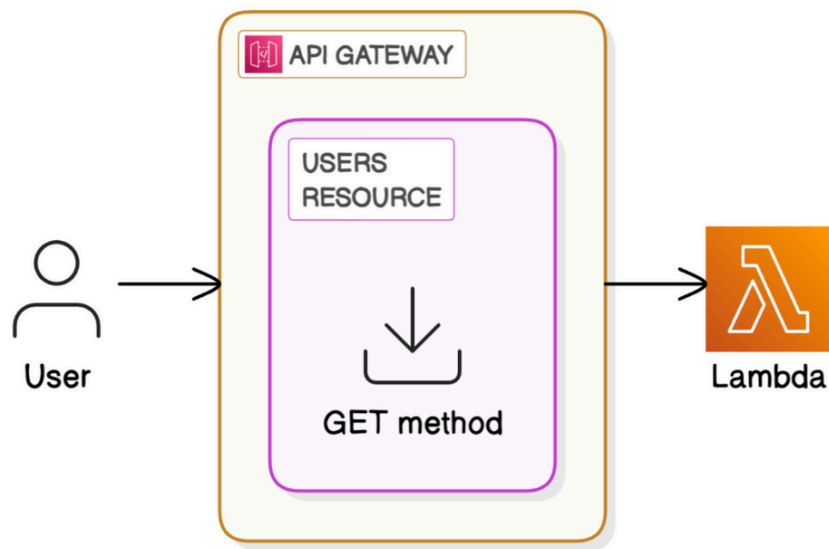 API GATEWAY
USERS
RESOURCE
User
GET method
Lambda